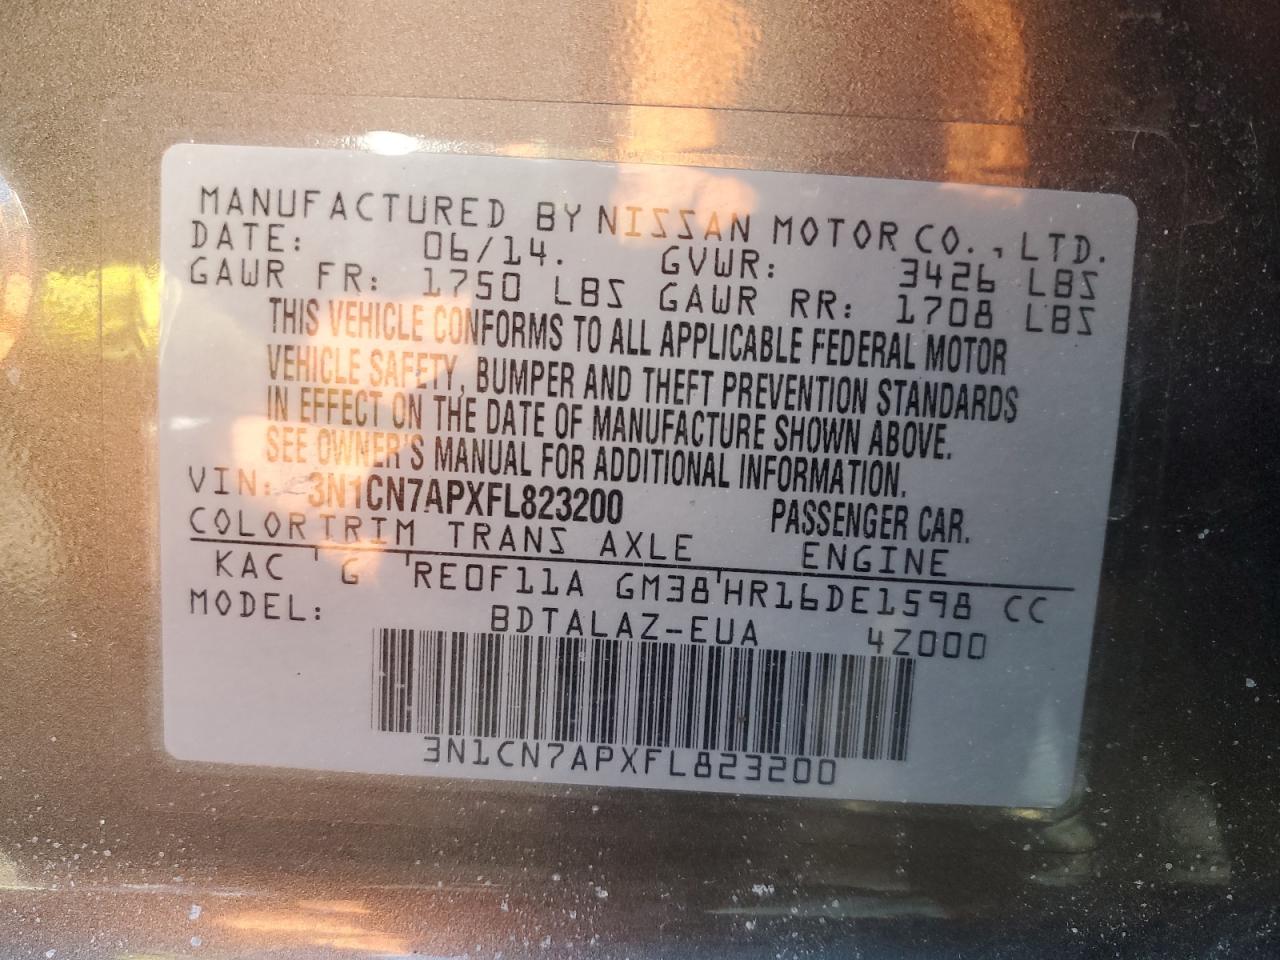 MANUFACTURED BY NISSAN MOTOR CO., LTD.
DATE: 06/14. GVWR: 3426 LBS
GAWR FR: 1750 LBS GAWR RR: 1708 LBS
THIS VEHICLE CONFORMS TO ALL APPLICABLE FEDERAL MOTOR
VEHICLE SAFETY, BUMPER AND THEFT PREVENTION STANDARDS
IN EFFECT ON THE DATE OF MANUFACTURE SHOWN ABOVE.
SEE OWNER'S MANUAL FOR ADDITIONAL INFORMATION.
VIN: 3N1CN7APXFL823200 PASSENGER CAR.
COLOR TRIM TRANS AXLE ENGINE
KAC G RE0F11A GM38 HR16DE1598 CC
MODEL: BDTALAZ-EUA 4Z000
3N1CN7APXFL823200